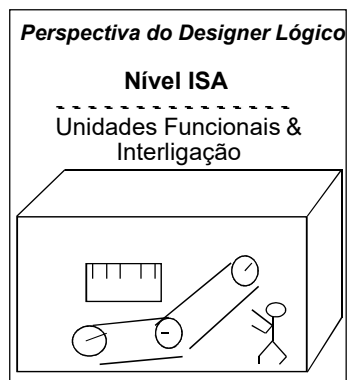 Perspectiva do Designer Lógico
Nível ISA
Unidades Funcionais &
Interligação